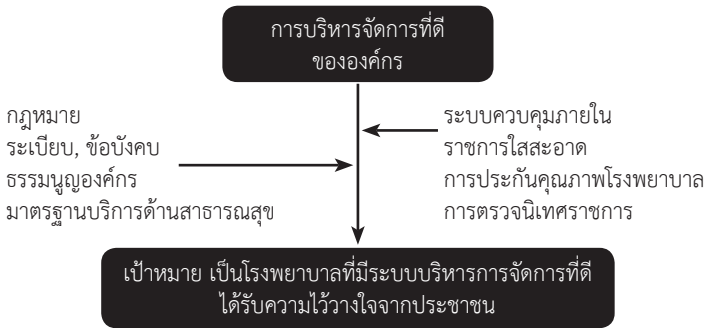 การบริหารจัดการที่ดี
ขององค์กร
กฎหมาย
ระเบียบ, ข้อบังคบ
ธรรมนูญองค์กร
มาตรฐานบริการด้านสาธารณสุข
ระบบควบคุมภายใน
ราชการใสสะอาด
การประกันคุณภาพโรงพยาบาล
การตรวจนิเทศราชการ
เป้าหมาย เป็นโรงพยาบาลที่มีระบบบริหารการจัดการที่ดี
ได้รับความไว้วางใจจากประชาชน